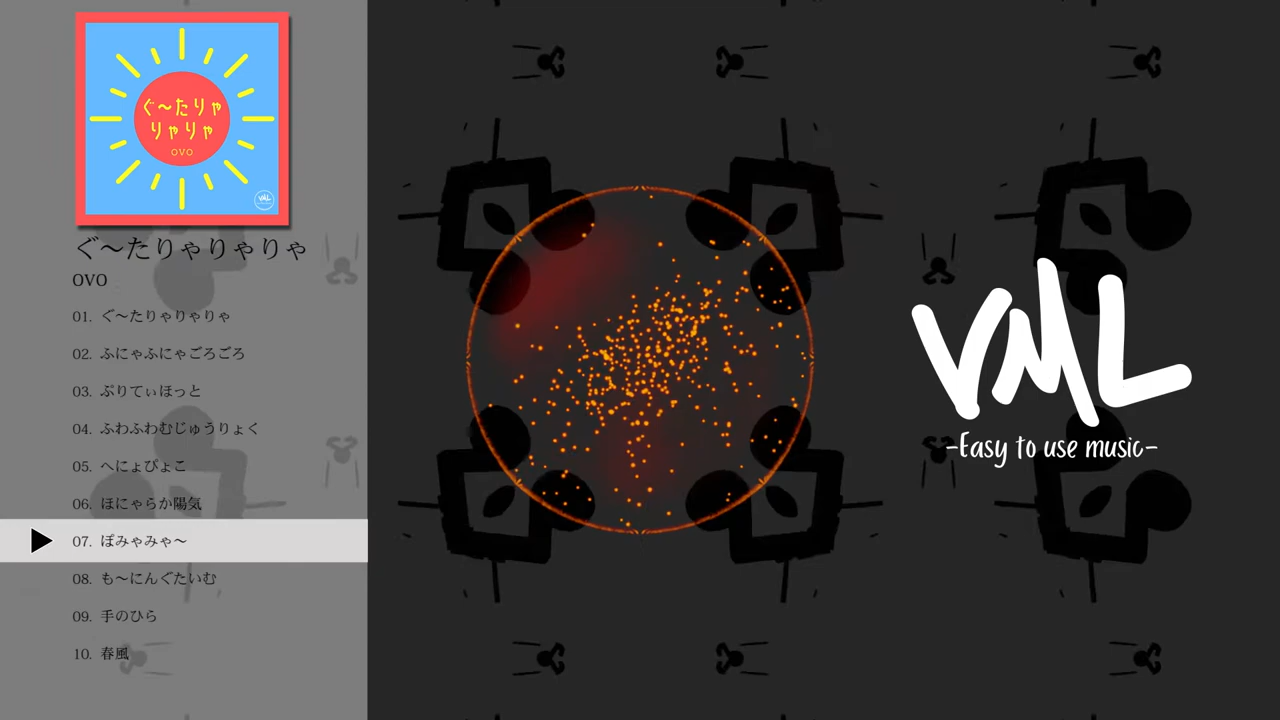 ぐ～たりゃ
りゃりゃ
OVO
VML
ぐ～たりゃりゃりゃ
OVO
01. ぐ～たりゃりゃりゃ
02. ふにゃふにゃごろごろ
03. ぷりてぃほっと
04. ふわふわむじゅうりょく
05. へにょぴょこ
06. ほにゃらか陽気
07. ぽみゃみゃ～
08. も～にんぐたいむ
09. 手のひら
10. 春風
VML
-Easy to use music-